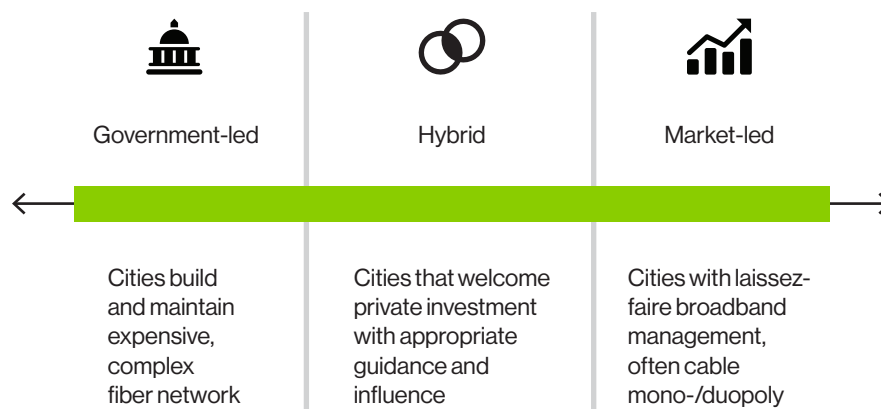 Government-led
Hybrid
Market-led
Cities build
and maintain
expensive,
complex
fiber network
Cities that welcome
private investment
with appropriate
guidance and
influence
Cities with laissez-
faire broadband
management,
often cable
mono-/duopoly